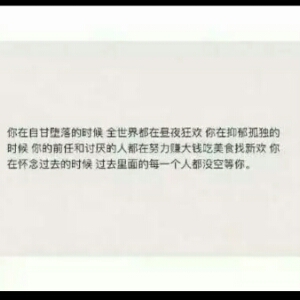 你在自甘堕落的时候 全世界都在昼夜狂欢 你在抑郁孤独的
时候 你的前任和讨厌的人都在努力赚大钱吃美食找新欢 你
在怀念过去的时候 过去里面的每一个人都没空等你。